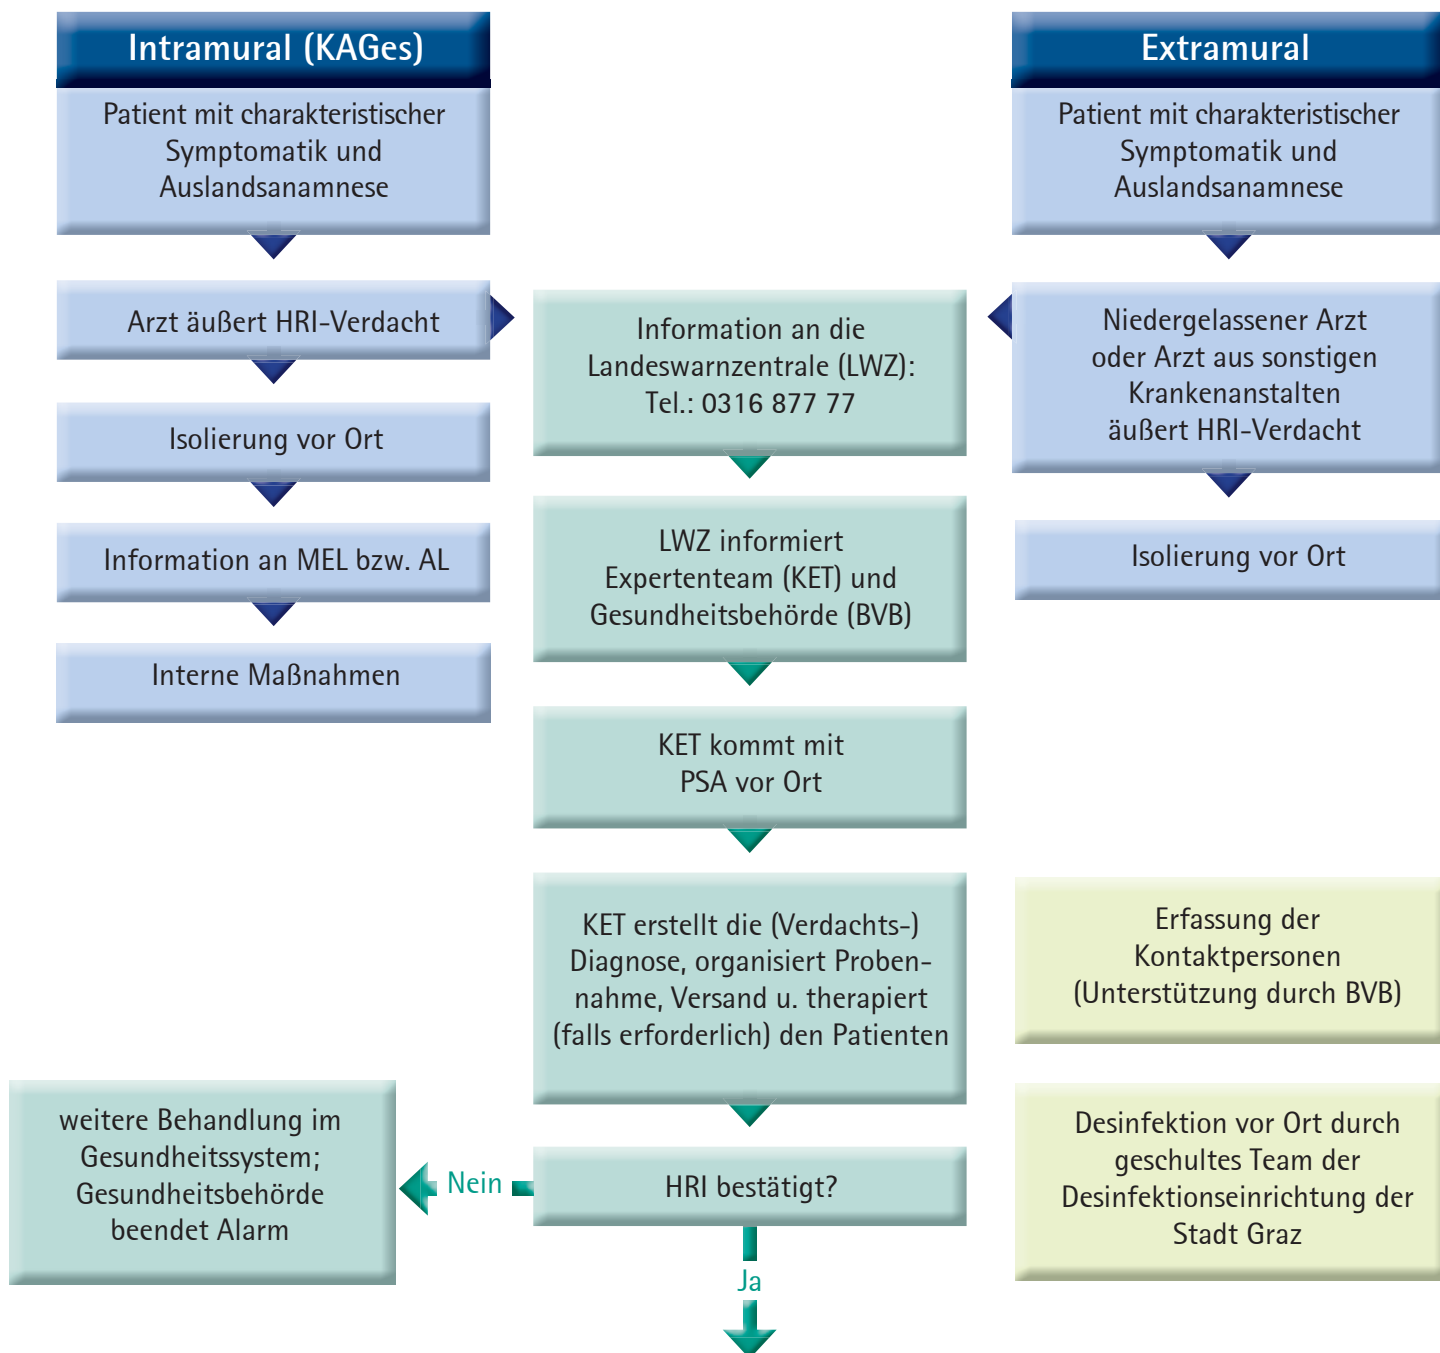 Intramural (KAGes)
Patient mit charakteristischer
Symptomatik und
Auslandsanamnese
Arzt äußert HRI-Verdacht
Isolierung vor Ort
Information an MEL bzw. AL
Interne Maßnahmen
Information an die
Landeswarnzentrale (LWZ):
Tel.: 0316 877 77
LWZ informiert
Expertenteam (KET) und
Gesundheitsbehörde (BVB)
KET kommt mit
PSA vor Ort
KET erstellt die (Verdachts-)
Diagnose, organisiert Proben-
nahme, Versand u. therapiert
(falls erforderlich) den Patienten
HRI bestätigt?
Nein
weitere Behandlung im
Gesundheitssystem;
Gesundheitsbehörde
beendet Alarm
Ja
Extramural
Patient mit charakteristischer
Symptomatik und
Auslandsanamnese
Niedergelassener Arzt
oder Arzt aus sonstigen
Krankenanstalten
äußert HRI-Verdacht
Isolierung vor Ort
Erfassung der
Kontaktpersonen
(Unterstützung durch BVB)
Desinfektion vor Ort durch
geschultes Team der
Desinfektionseinrichtung der
Stadt Graz